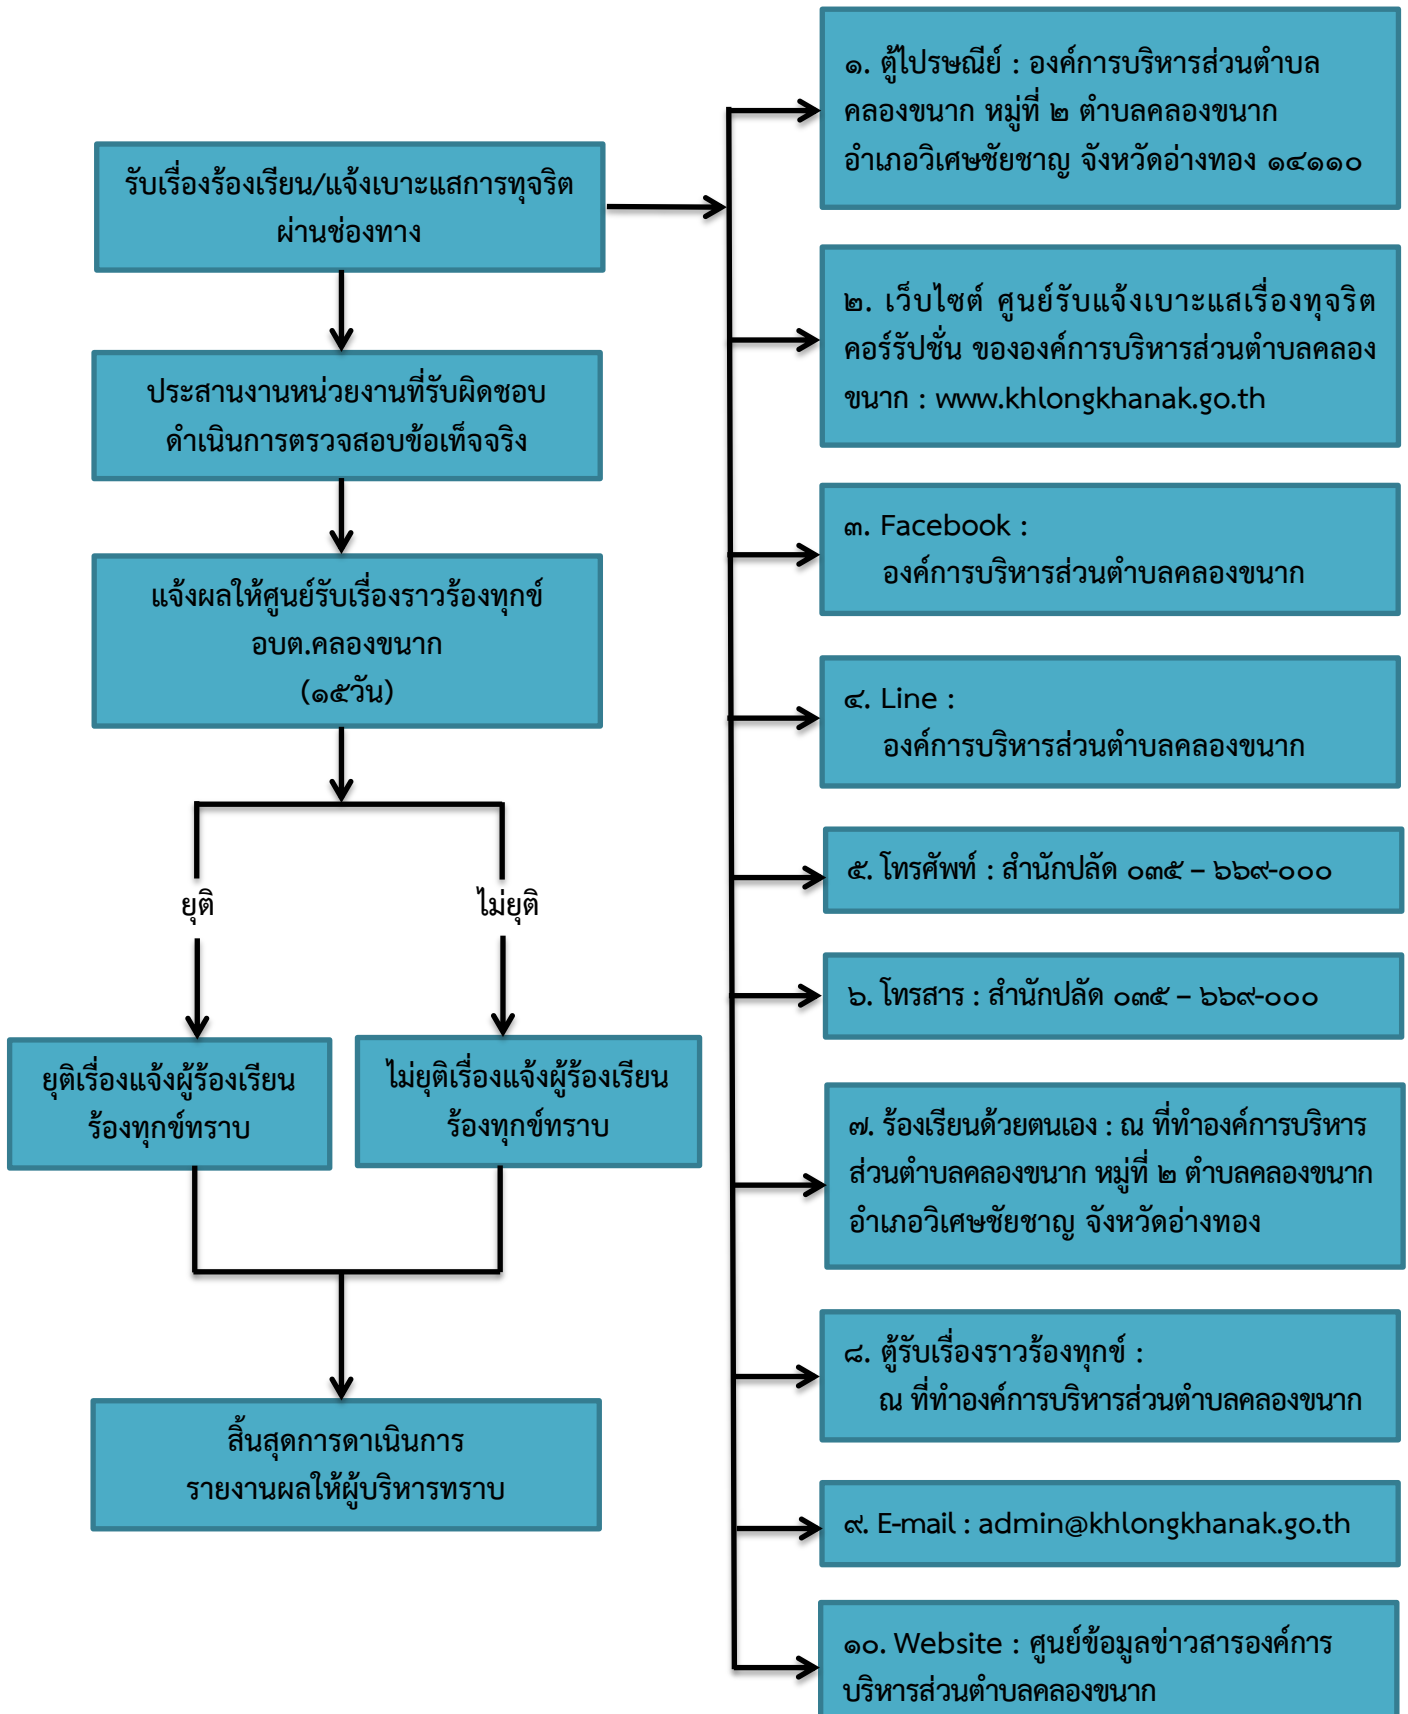 รับเรื่องร้องเรียน/แจ้งเบาะแสการทุจริต
ผ่านช่องทาง
ประสานงานหน่วยงานที่รับผิดชอบ
ดำเนินการตรวจสอบข้อเท็จจริง
แจ้งผลให้ศูนย์รับเรื่องราวร้องทุกข์
อบต.คลองขนาก
(๑๕วัน)
ยุติ
ไม่ยุติ
ยุติเรื่องแจ้งผู้ร้องเรียน
ร้องทุกข์ทราบ
ไม่ยุติเรื่องแจ้งผู้ร้องเรียน
ร้องทุกข์ทราบ
สิ้นสุดการดาเนินการ
รายงานผลให้ผู้บริหารทราบ
๑. ตู้ไปรษณีย์ : องค์การบริหารส่วนตำบล
คลองขนาก หมู่ที่ ๒ ตำบลคลองขนาก
อำเภอวิเศษชัยชาญ จังหวัดอ่างทอง ๑๔๑๑๐
๒. เว็บไซต์ ศูนย์รับแจ้งเบาะแสเรื่องทุจริต
คอร์รัปชั่น ขององค์การบริหารส่วนตำบลคลอง
ขนาก : www.khlongkhanak.go.th
๓. Facebook :
องค์การบริหารส่วนตำบลคลองขนาก
๔. Line :
องค์การบริหารส่วนตำบลคลองขนาก
๕. โทรศัพท์ : สำนักปลัด ๐๓๕ – ๖๖๙-๐๐๐
๖. โทรสาร : สำนักปลัด ๐๓๕ – ๖๖๙-๐๐๐
๗. ร้องเรียนด้วยตนเอง : ณ ที่ทำองค์การบริหาร
ส่วนตำบลคลองขนาก หมู่ที่ ๒ ตำบลคลองขนาก
อำเภอวิเศษชัยชาญ จังหวัดอ่างทอง
๘. ตู้รับเรื่องราวร้องทุกข์ :
ณ ที่ทำองค์การบริหารส่วนตำบลคลองขนาก
๙. E-mail : admin@khlongkhanak.go.th
๑๐. Website : ศูนย์ข้อมูลข่าวสารองค์การ
บริหารส่วนตำบลคลองขนาก